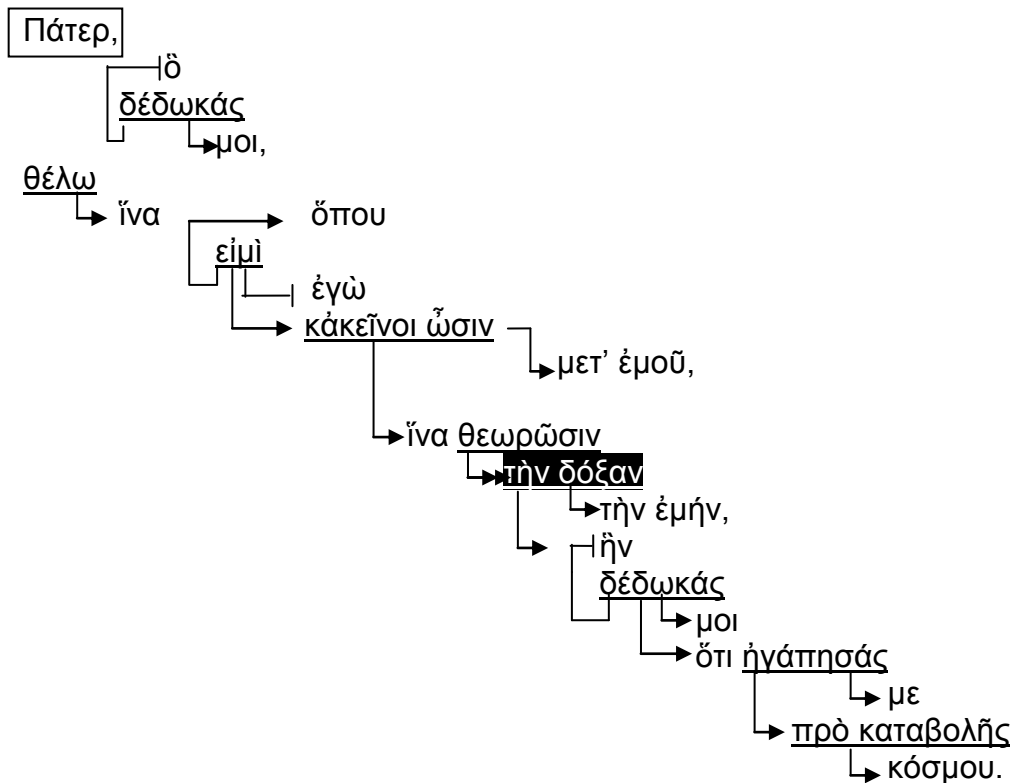 Πάτερ,
ὃ
δέδωκάς
μοι,
θέλω
ἵνα ὅπου
εἰμὶ
ἐγὼ
κἀκεῖνοι ὦσιν
μετ’ ἐμοῦ,
ἵνα θεωρῶσιν
τὴν δόξαν
τὴν ἐμήν,
ἣν
δέδωκάς
μοι
ὅτι ἠγάπησάς
με
πρὸ καταβολῆς
κόσμου.